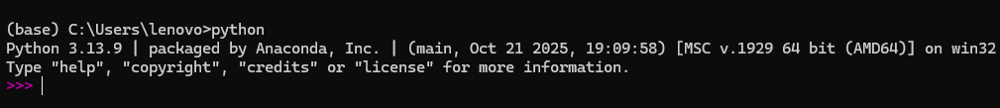 (base) C:\Users\lenovo>python
Python 3.13.9 | packaged by Anaconda, Inc. | (main, Oct 21 2025, 19:09:58) [MSC v.1929 64 bit (AMD64)] on win32
Type "help", "copyright", "credits" or "license" for more information.
>>>